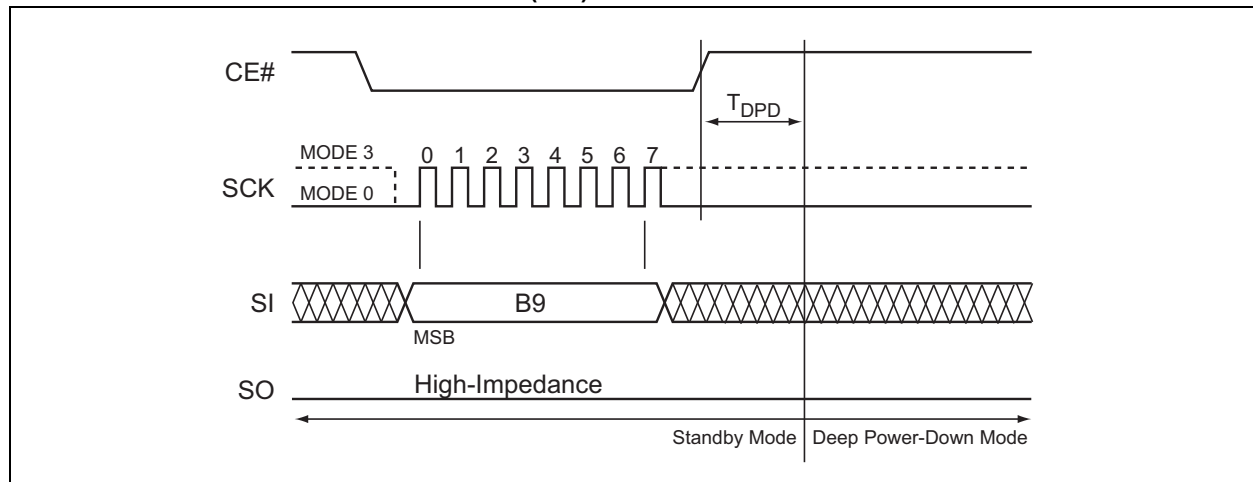 CE#
T_DPD
MODE 3
0 1 2 3 4 5 6 7
SCK
MODE 0
SI
B9
MSB
SO
High-Impedance
Standby Mode
Deep Power-Down Mode